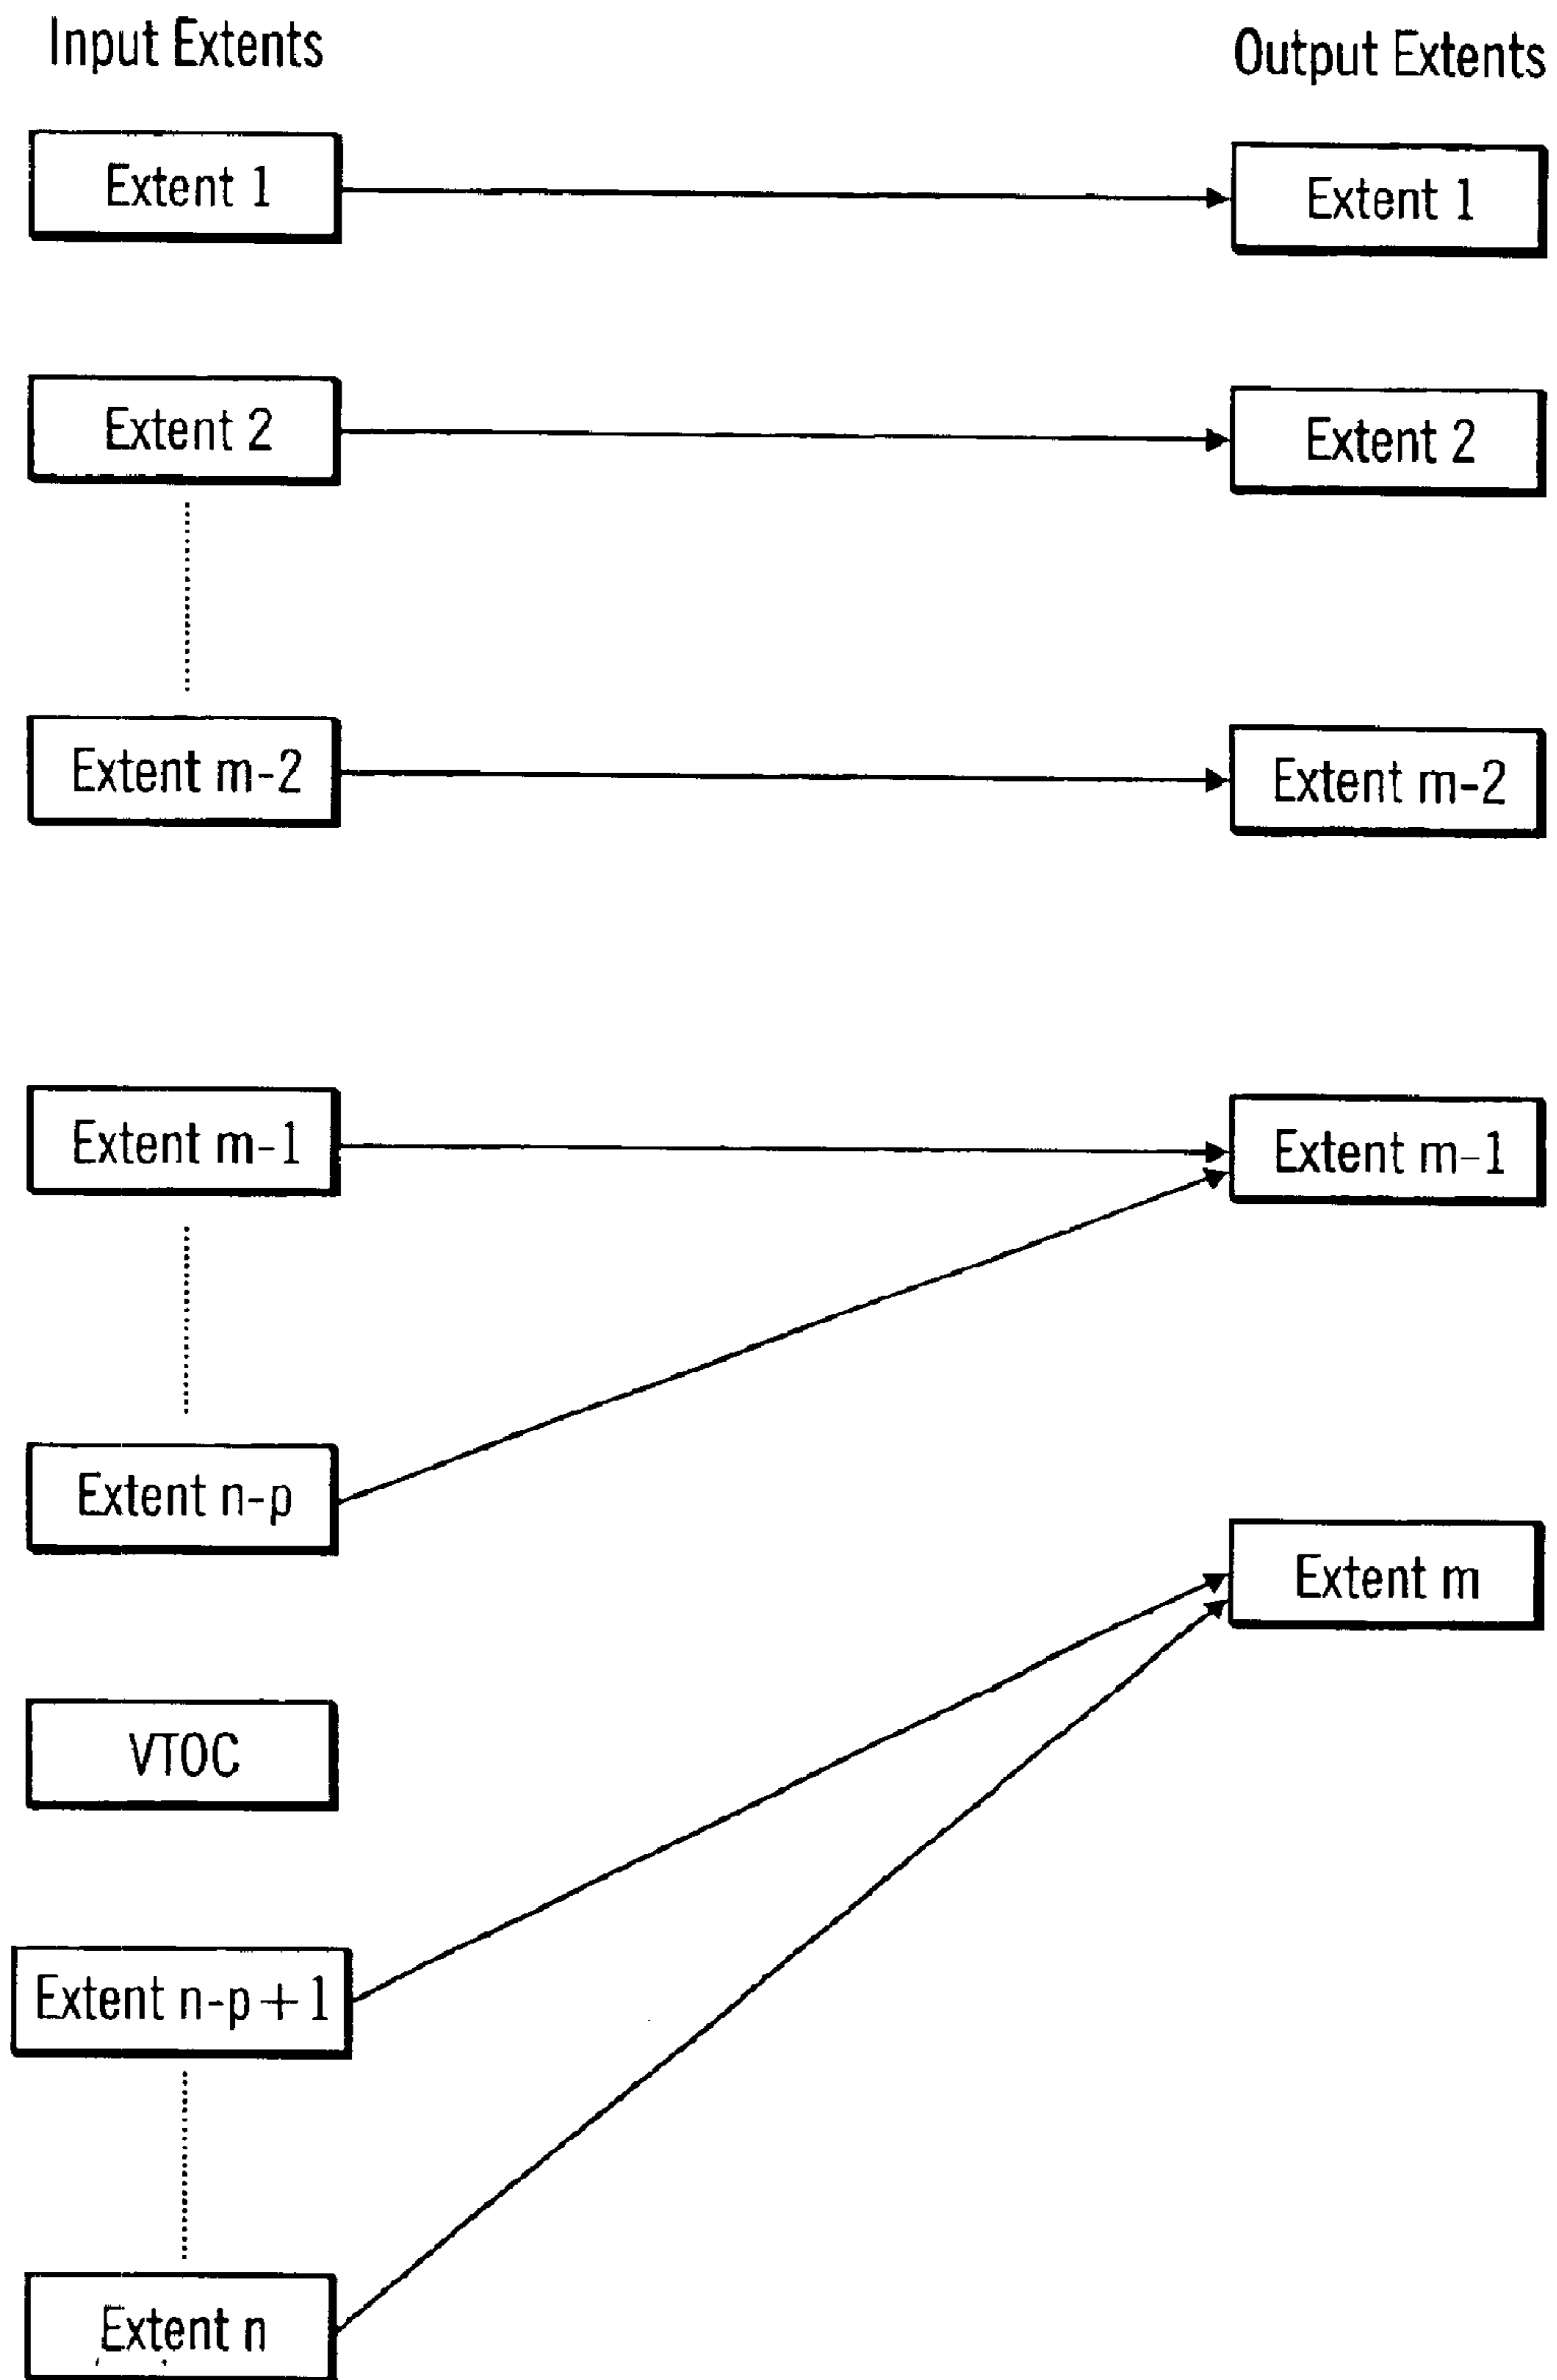 Input Extents
Output Extents
Extent 1
Extent 1
Extent 2
Extent 2
Extent m-2
Extent m-2
Extent m-1
Extent m-1
Extent n-p
Extent m
VTOC
Extent n-p+1
Extent n